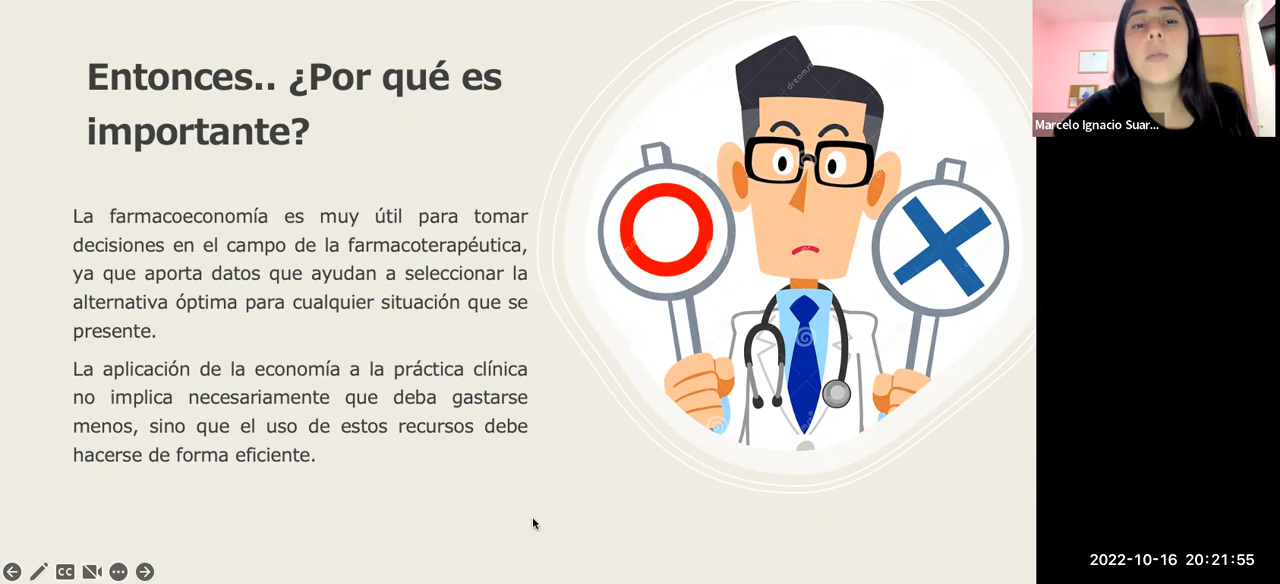 Entonces.. ¿Por qué es
importante?
La farmacoeconomía es muy útil para tomar
decisiones en el campo de la farmacoterapéutica,
ya que aporta datos que ayudan a seleccionar la
alternativa óptima para cualquier situación que se
presente.
La aplicación de la economía a la práctica clínica
no implica necesariamente que deba gastarse
menos, sino que el uso de estos recursos debe
hacerse de forma eficiente.
Marcelo Ignacio Suar...
CC
2022-10-16 20:21:55